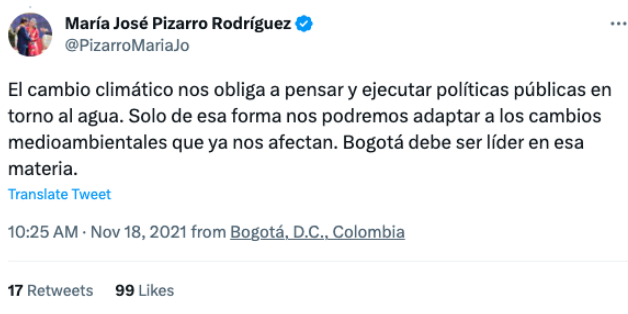 María José Pizarro Rodríguez
@PizarroMariaJo
El cambio climático nos obliga a pensar y ejecutar políticas públicas en
torno al agua. Solo de esa forma nos podremos adaptar a los cambios
medioambientales que ya nos afectan. Bogotá debe ser líder en esa
materia.
Translate Tweet
10:25 AM · Nov 18, 2021 from Bogotá, D.C., Colombia
17 Retweets 99 Likes